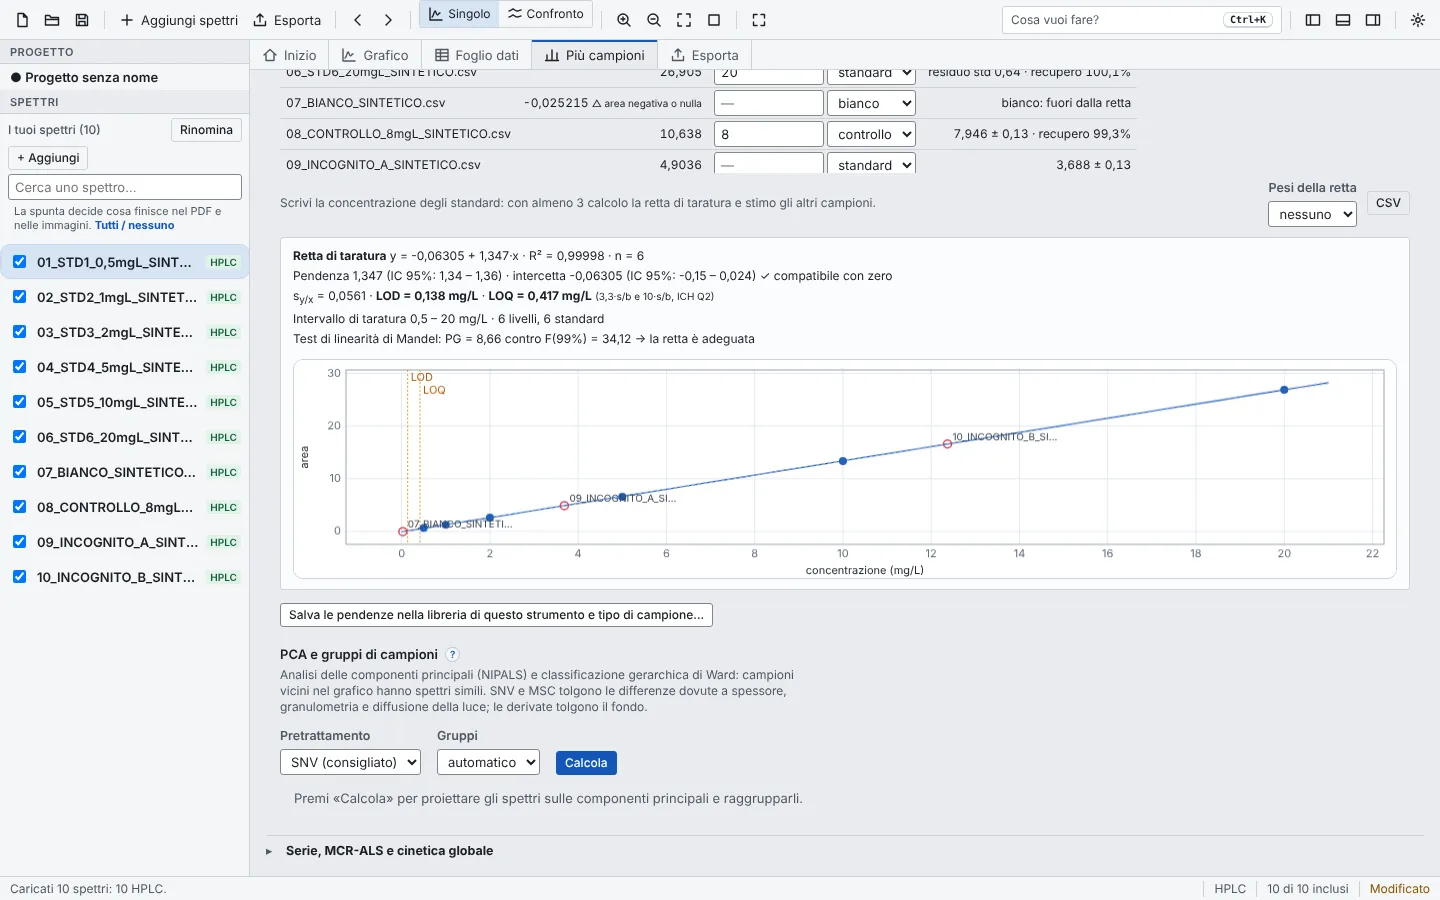 Aggiungi spettri
Esporta
Singolo
Confronto
Cosa vuoi fare?
Ctrl+K
PROGETTO
Progetto senza nome
SPETTRI
I tuoi spettri (10)
Rinomina
+ Aggiungi
Cerca uno spettro...
La spunta decide cosa finisce nel PDF e
nelle immagini. Tutti / nessuno
01_STD1_0,5mgL_SINT... HPLC
02_STD2_1mgL_SINTET... HPLC
03_STD3_2mgL_SINTE... HPLC
04_STD4_5mgL_SINTE... HPLC
05_STD5_10mgL_SINTE... HPLC
06_STD6_20mgL_SINT... HPLC
07_BIANCO_SINTETICO... HPLC
08_CONTROLLO_8mgL... HPLC
09_INCOGNITO_A_SINT... HPLC
10_INCOGNITO_B_SINT... HPLC
Inizio
Grafico
Foglio dati
Più campioni
Esporta
06_STD6_20mgL_SINTETICO.csv 26,905 20 standard residuo std 0,64 · recupero 100,1%
07_BIANCO_SINTETICO.csv -0,025215 △ area negativa o nulla — bianco bianco: fuori dalla retta
08_CONTROLLO_8mgL_SINTETICO.csv 10,638 8 controllo 7,946 ± 0,13 · recupero 99,3%
09_INCOGNITO_A_SINTETICO.csv 4,9036 — standard 3,688 ± 0,13
Scrivi la concentrazione degli standard: con almeno 3 calcolo la retta di taratura e stimo gli altri campioni.
Pesi della retta
nessuno
CSV
Retta di taratura y = -0,06305 + 1,347·x · R² = 0,99998 · n = 6
Pendenza 1,347 (IC 95%: 1,34 – 1,36) · intercetta -0,06305 (IC 95%: -0,15 – 0,024) ✓ compatibile con zero
sy/x = 0,0561 · LOD = 0,138 mg/L · LOQ = 0,417 mg/L (3,3·s/b e 10·s/b, ICH Q2)
Intervallo di taratura 0,5 – 20 mg/L · 6 livelli, 6 standard
Test di linearità di Mandel: PG = 8,66 contro F(99%) = 34,12 → la retta è adeguata
30
20
10
0
area
LOD
LOQ
07_BIANCO_SINTETI...
09_INCOGNITO_A_SI...
10_INCOGNITO_B_SI...
0 2 4 6 8 10 12 14 16 18 20 22
concentrazione (mg/L)
Salva le pendenze nella libreria di questo strumento e tipo di campione...
PCA e gruppi di campioni ?
Analisi delle componenti principali (NIPALS) e classificazione gerarchica di Ward: campioni
vicini nel grafico hanno spettri simili. SNV e MSC tolgono le differenze dovute a spessore,
granulometria e diffusione della luce; le derivate tolgono il fondo.
Pretrattamento
Gruppi
SNV (consigliato)
automatico
Calcola
Premi «Calcola» per proiettare gli spettri sulle componenti principali e raggrupparli.
Serie, MCR-ALS e cinetica globale
Caricati 10 spettri: 10 HPLC.
HPLC
10 di 10 inclusi
Modificato